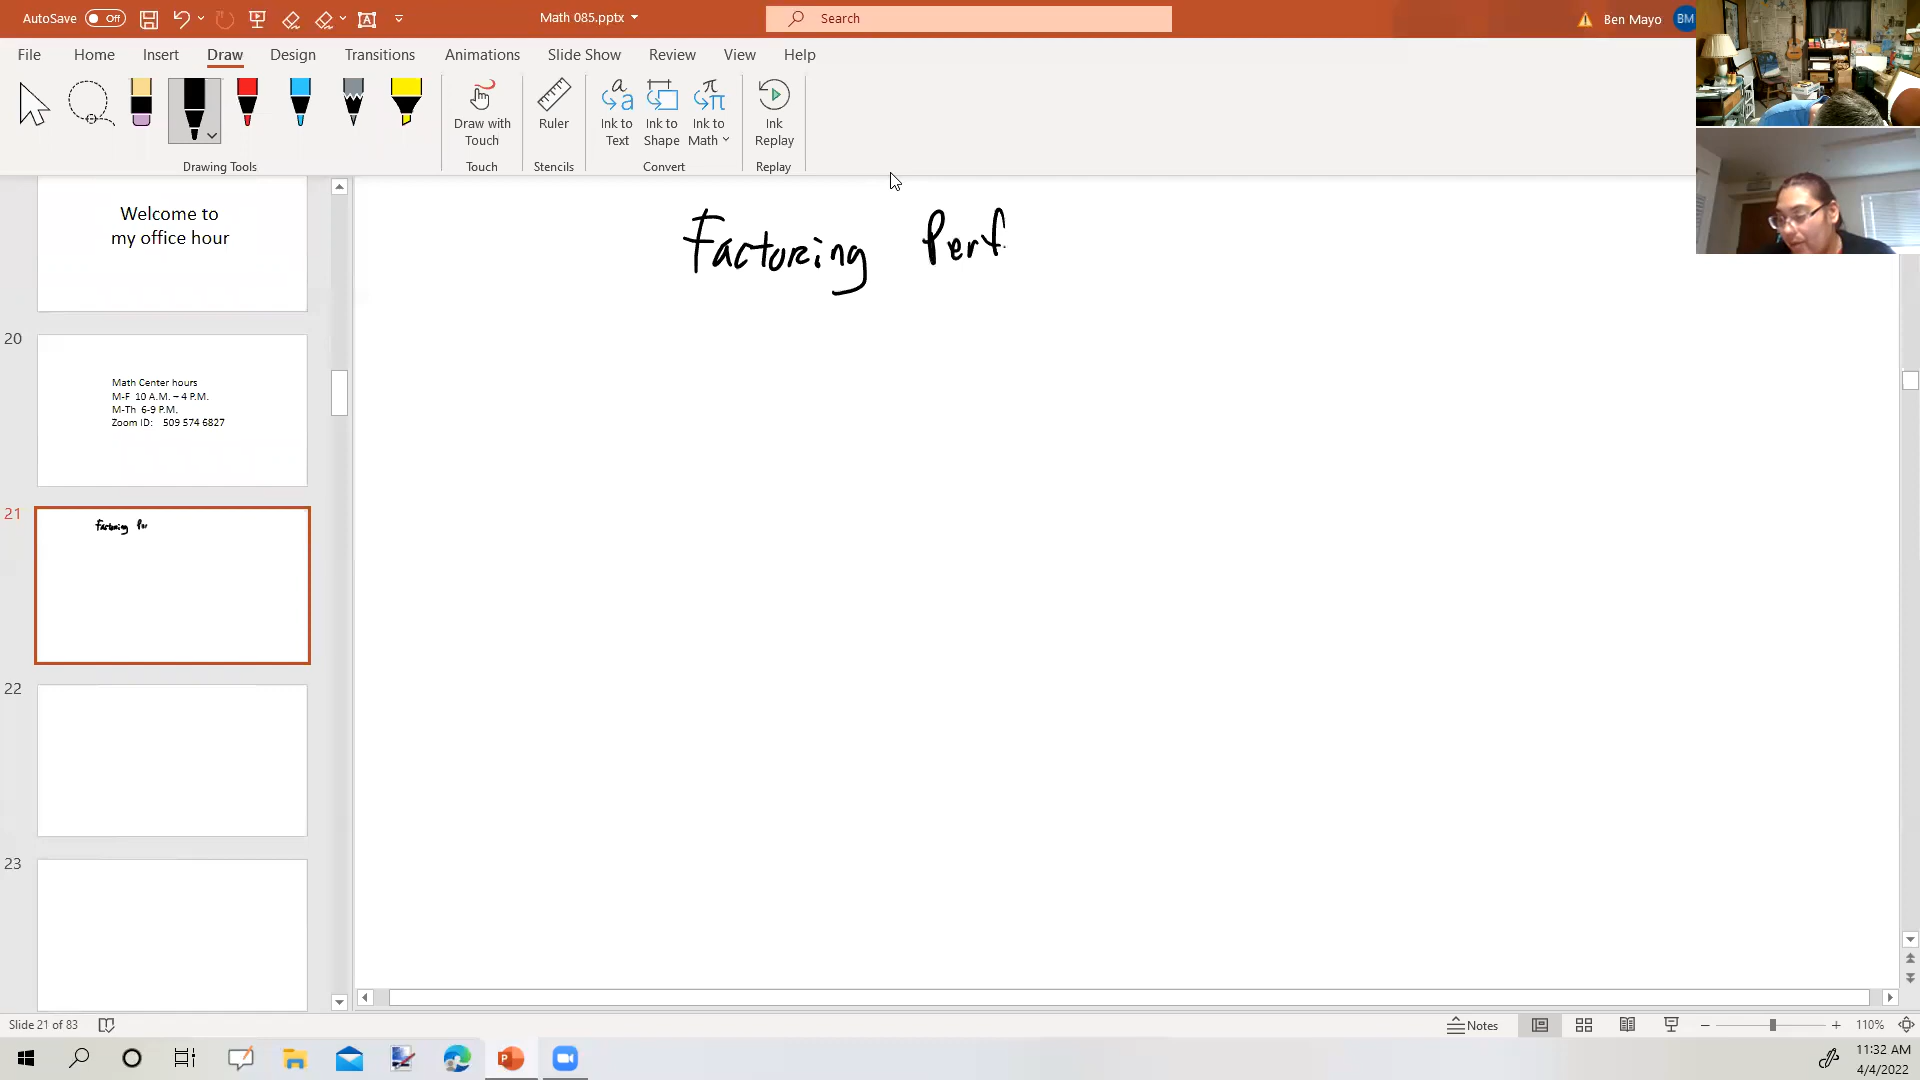 AutoSave Off Math 085.pptx Search Ben Mayo BM
File Home Insert Draw Design Transitions Animations Slide Show Review View Help
Draw with Touch
Ruler
Ink to Text
Ink to Shape
Ink to Math
Ink Replay
Drawing Tools Touch Stencils Convert Replay
Welcome to
my office hour
20
Math Center hours
M-F 10 A.M. – 4 P.M.
M-Th 6-9 P.M.
Zoom ID: 509 574 6827
21
Factoring Per
22
23
Factoring Perf
Slide 21 of 83 Notes 110%
11:32 AM
4/4/2022